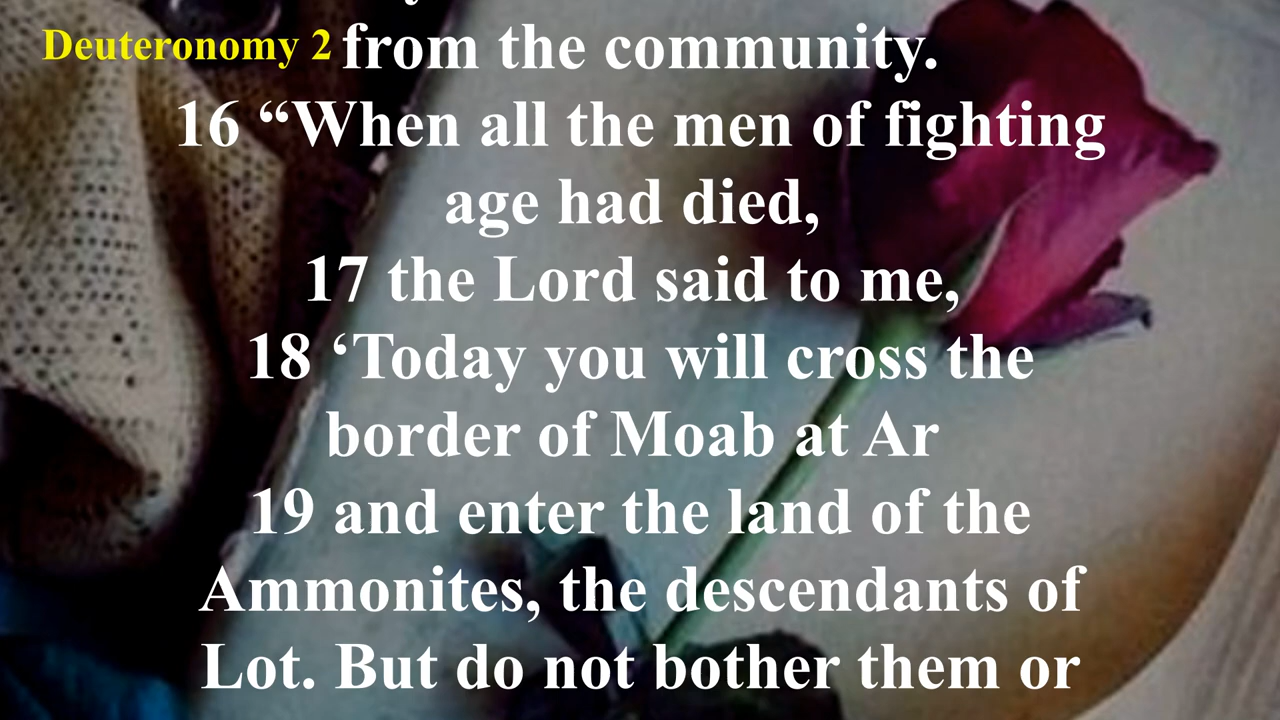 Deuteronomy 2
from the community.
16 “When all the men of fighting
age had died,
17 the Lord said to me,
18 ‘Today you will cross the
border of Moab at Ar
19 and enter the land of the
Ammonites, the descendants of
Lot. But do not bother them or